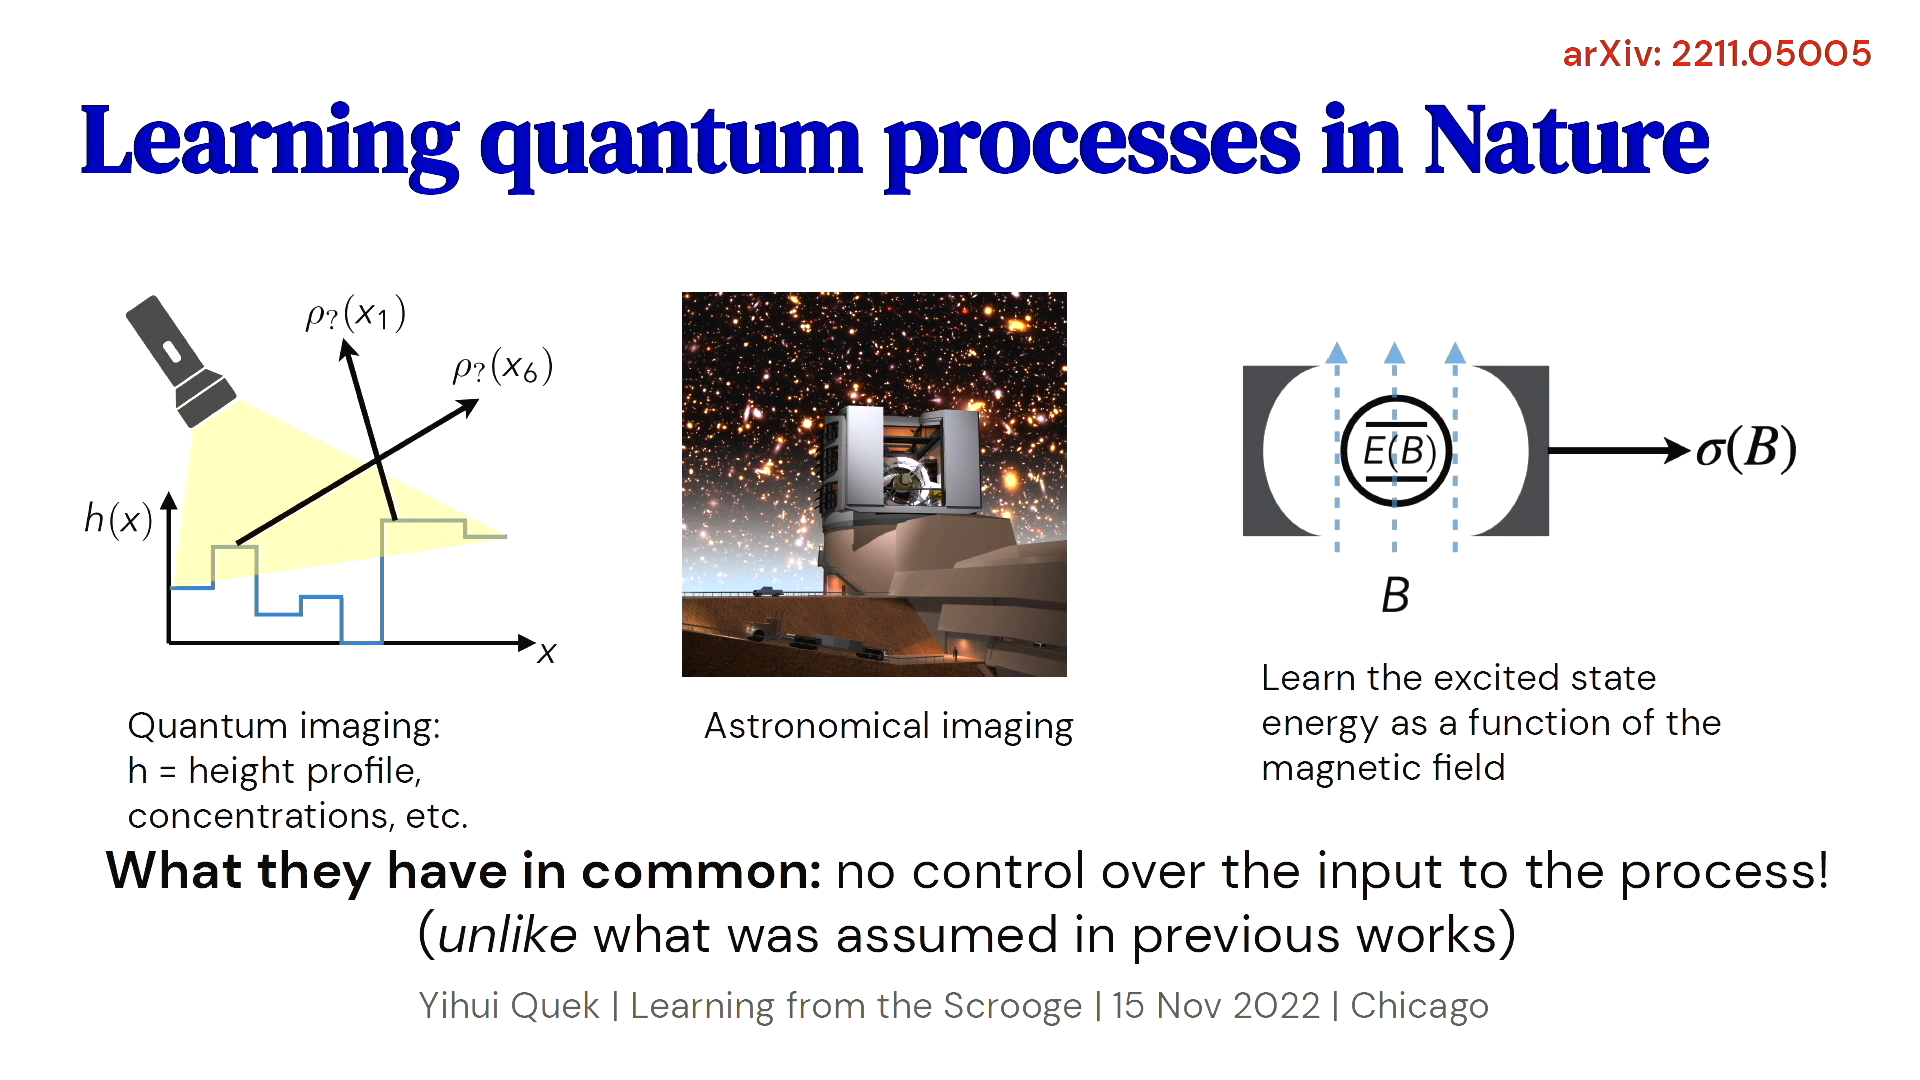 arXiv: 2211.05005
Learning quantum processes in Nature
ρ?(x₁)
ρ?(x₆)
h(x)
x
E(B)
σ(B)
B
Quantum imaging:
h = height profile,
concentrations, etc.
Astronomical imaging
Learn the excited state
energy as a function of the
magnetic field
What they have in common: no control over the input to the process!
(unlike what was assumed in previous works)
Yihui Quek | Learning from the Scrooge | 15 Nov 2022 | Chicago